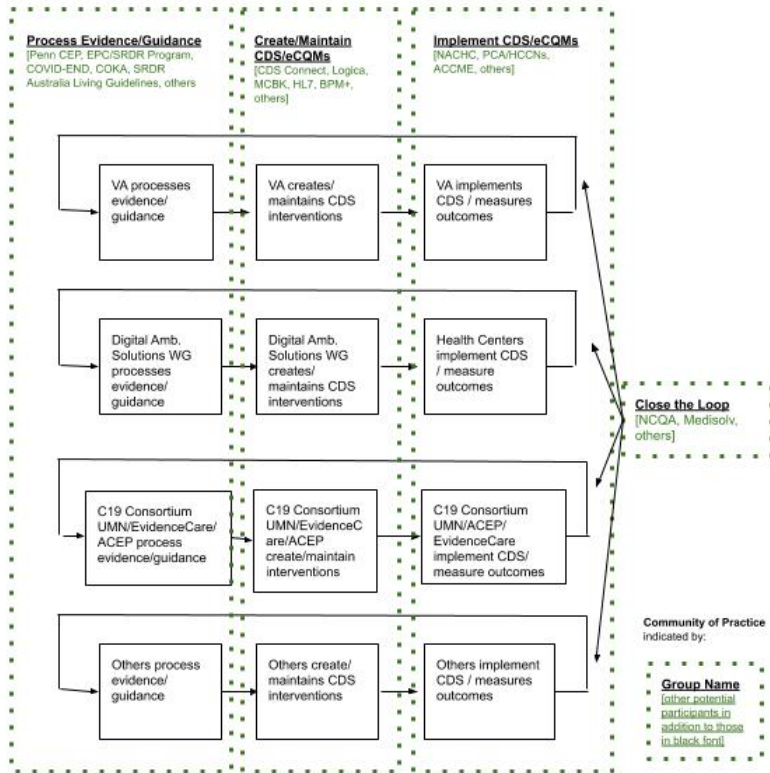 Process Evidence/Guidance
[Penn CEP, EPC/SRDR Program,
COVID-END, COKA, SRDR
Australia Living Guidelines, others
Create/Maintain
CDS/eCQMs
[CDS Connect, Logica,
MCBK, HL7, BPM+,
others]
Implement CDS/eCQMs
[NACHC, PCA/HCCNs,
ACCME,
others]
VA processes
evidence/
guidance
VA creates/
maintains CDS
interventions
VA implements
CDS / measures
outcomes
Digital Amb.
Solutions WG
processes
evidence/
guidance
Digital Amb.
Solutions WG
creates/
maintains CDS
interventions
Health Centers
implement CDS
/ measure
outcomes
Close the Loop
[NCQA, Medisolv,
others]
C19 Consortium
UMN/EvidenceCare/
ACEP process
evidence/guidance
C19 Consortium
UMN/EvidenceC
are/ACEP
create/maintain
interventions
C19 Consortium
UMN/ACEP/
EvidenceCare
implement CDS/
measure outcomes
Others process
evidence/
guidance
Others create/
maintains CDS
interventions
Others implement
CDS / measures
outcomes
Community of Practice
indicated by:
Group Name
[other potential
participants in
addition to those
in black font]